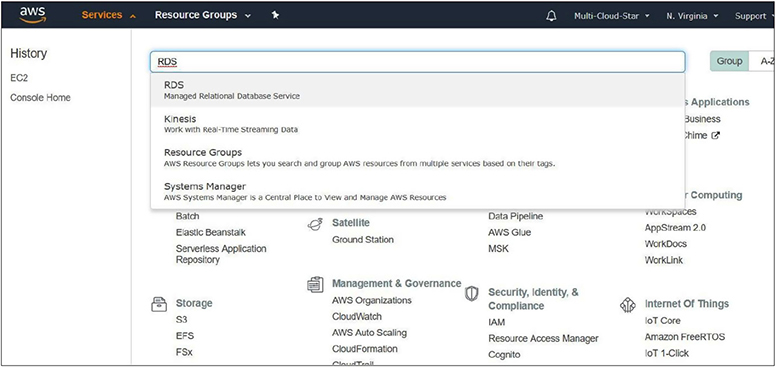 aws
Services
Resource Groups
Multi-Cloud-Star
N. Virginia
Support
History
EC2
Console Home
RDS
Group
A-Z
RDS
Managed Relational Database Service
Kinesis
Work with Real-Time Streaming Data
Resource Groups
AWS Resource Groups lets you search and group AWS resources from multiple services based on their tags.
Systems Manager
AWS Systems Manager is a Central Place to View and Manage AWS Resources
Applications
Business
Chime
Batch
Elastic Beanstalk
Serverless Application
Repository
Storage
S3
EFS
FSx
Satellite
Ground Station
Management & Governance
AWS Organizations
CloudWatch
AWS Auto Scaling
CloudFormation
CloudTrail
Data Pipeline
AWS Glue
MSK
Security, Identity, &
Compliance
IAM
Resource Access Manager
Cognito
Computing
WorkSpaces
AppStream 2.0
WorkDocs
WorkLink
Internet Of Things
IoT Core
Amazon FreeRTOS
IoT 1-Click